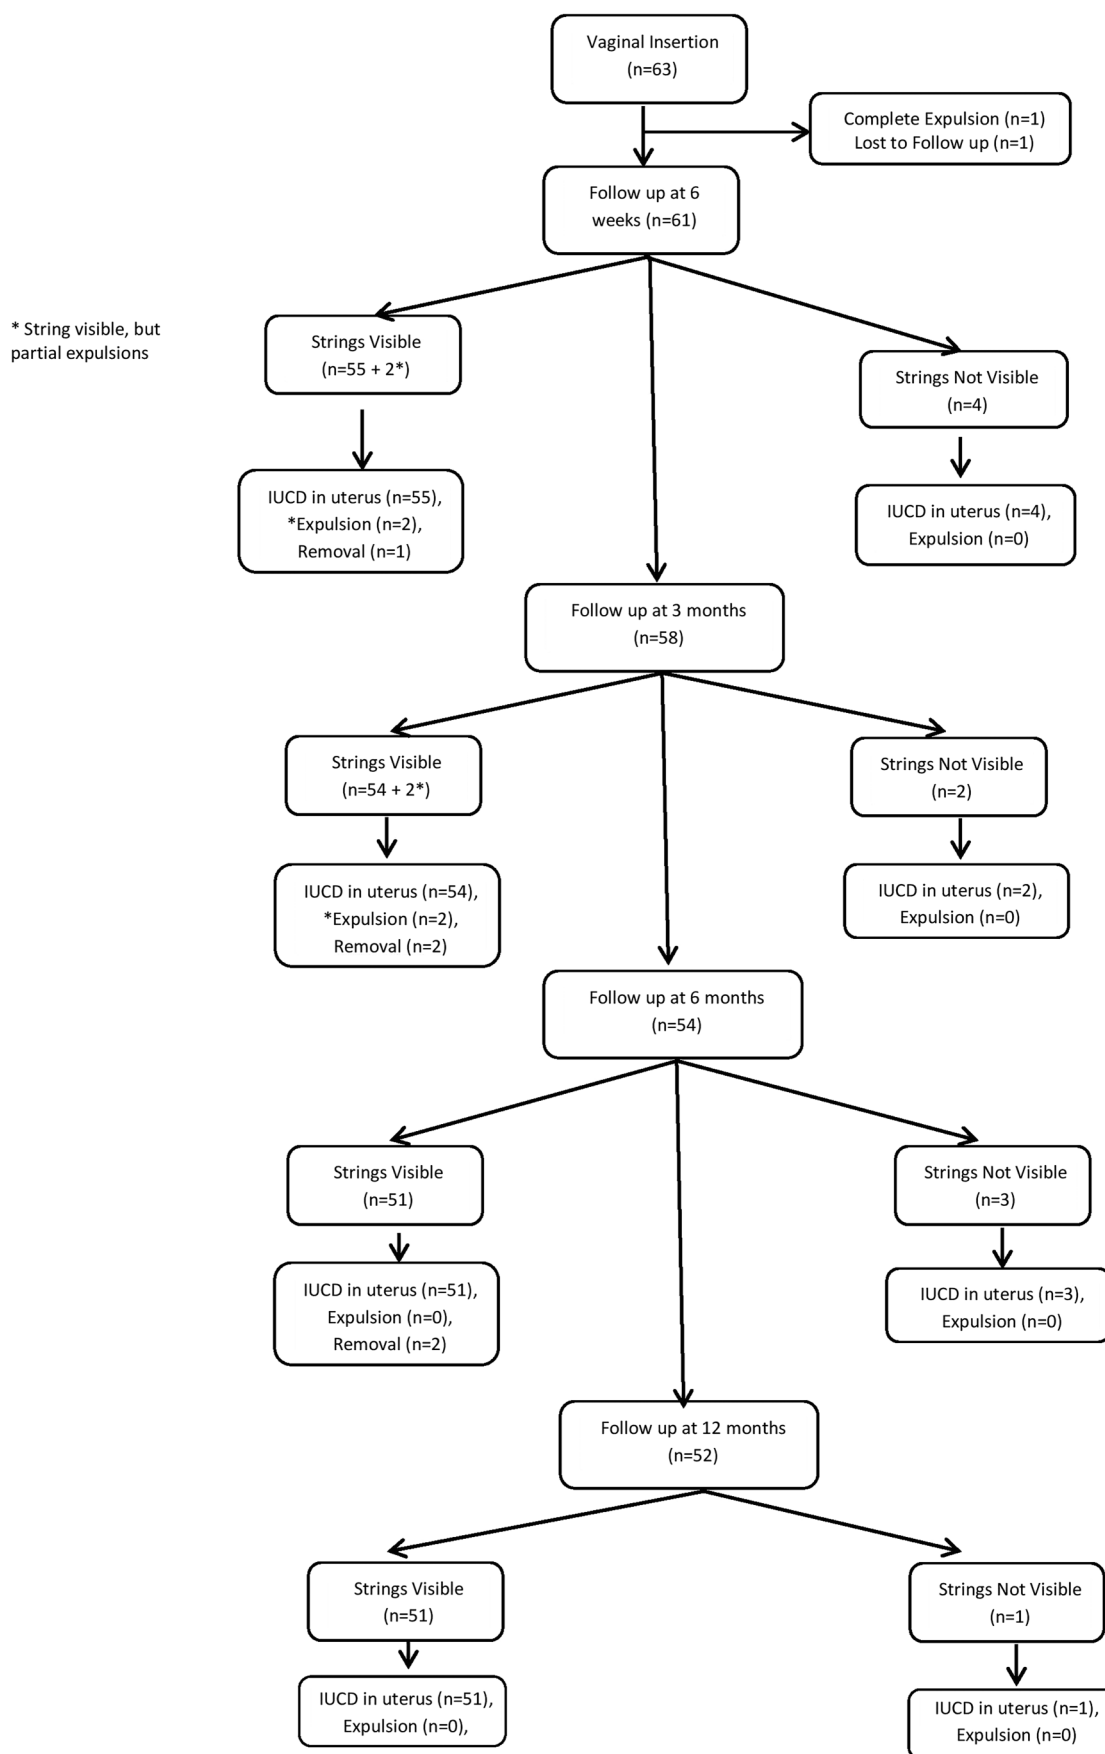 Vaginal Insertion
(n=63)
Complete Expulsion (n=1)
Lost to Follow up (n=1)
Follow up at 6
weeks (n=61)
* String visible, but
partial expulsions
Strings Visible
(n=55 + 2*)
Strings Not Visible
(n=4)
IUCD in uterus (n=55),
*Expulsion (n=2),
Removal (n=1)
IUCD in uterus (n=4),
Expulsion (n=0)
Follow up at 3 months
(n=58)
Strings Visible
(n=54 + 2*)
Strings Not Visible
(n=2)
IUCD in uterus (n=54),
*Expulsion (n=2),
Removal (n=2)
IUCD in uterus (n=2),
Expulsion (n=0)
Follow up at 6 months
(n=54)
Strings Visible
(n=51)
Strings Not Visible
(n=3)
IUCD in uterus (n=51),
Expulsion (n=0),
Removal (n=2)
IUCD in uterus (n=3),
Expulsion (n=0)
Follow up at 12 months
(n=52)
Strings Visible
(n=51)
Strings Not Visible
(n=1)
IUCD in uterus (n=51),
Expulsion (n=0),
IUCD in uterus (n=1),
Expulsion (n=0)